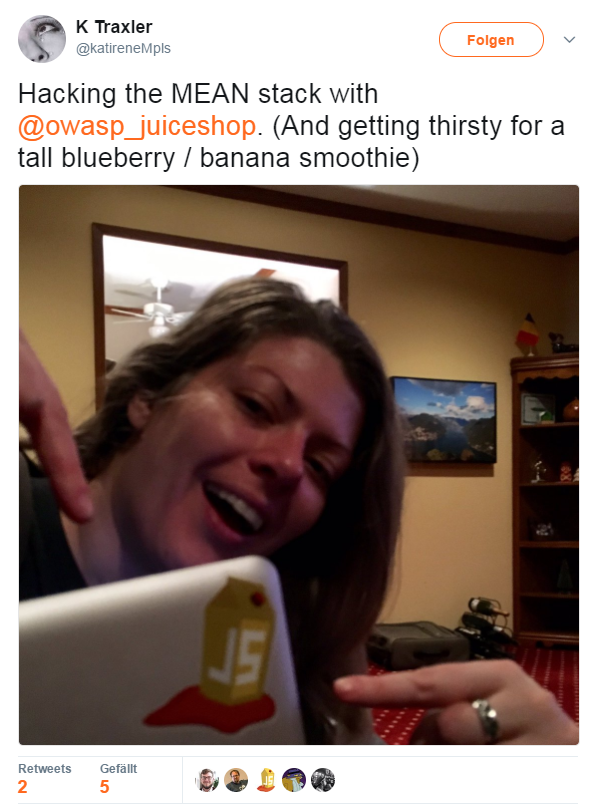 K Traxler
@katireneMpls
Folgen
Hacking the MEAN stack with
@owasp_juiceshop. (And getting thirsty for a
tall blueberry / banana smoothie)
JS
Retweets
2
Gefällt
5